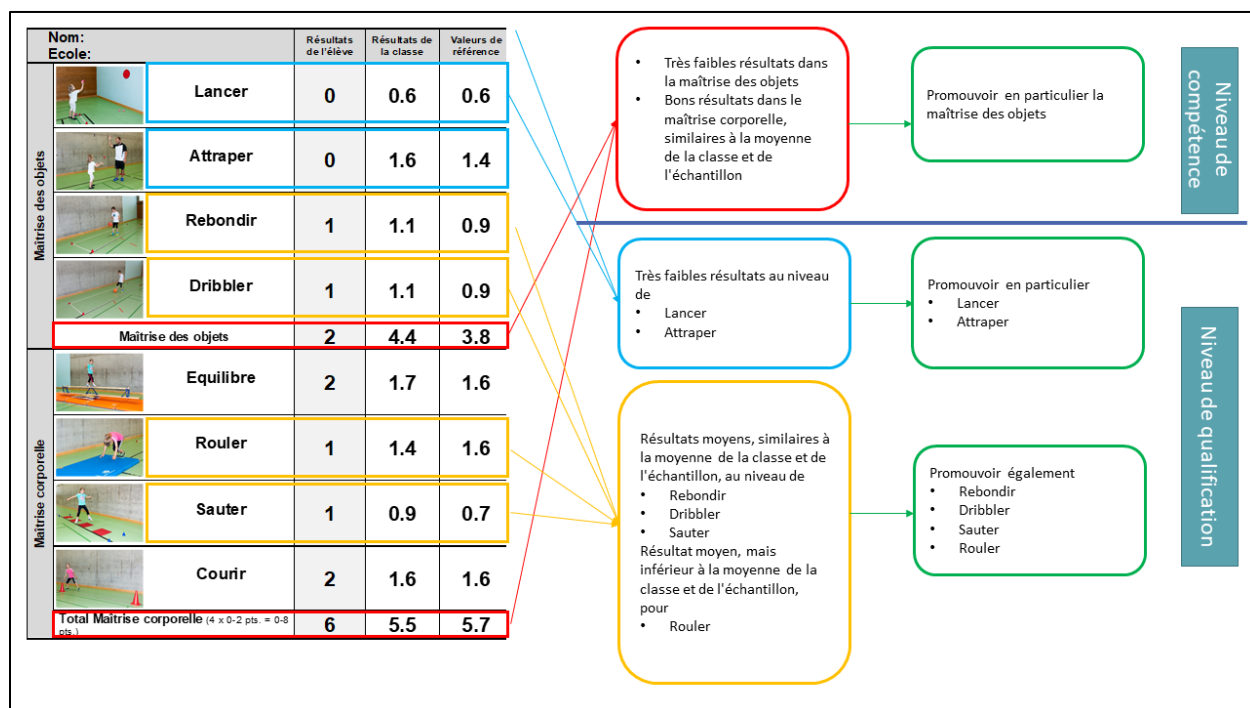 Nom:
Ecole:
Résultats de l'élève
Résultats de la classe
Valeurs de référence
Maîtrise des objets
Lancer 0 0.6 0.6
Attraper 0 1.6 1.4
Rebondir 1 1.1 0.9
Dribbler 1 1.1 0.9
Maîtrise des objets 2 4.4 3.8
Maîtrise corporelle
Equilibre 2 1.7 1.6
Rouler 1 1.4 1.6
Sauter 1 0.9 0.7
Courir 2 1.6 1.6
Total Maîtrise corporelle (4 x 0-2 pts. = 0-8
pts.) 6 5.5 5.7
• Très faibles résultats dans
la maîtrise des objets
• Bons résultats dans le
maîtrise corporelle,
similaires à la moyenne
de la classe et de
l'échantillon
Promouvoir en particulier la
maîtrise des objets
Niveau de
compétence
Très faibles résultats au niveau
de
• Lancer
• Attraper
Promouvoir en particulier
• Lancer
• Attraper
Résultats moyens, similaires à
la moyenne de la classe et de
l'échantillon, au niveau de
• Rebondir
• Dribbler
• Sauter
Résultat moyen, mais
inférieur à la moyenne de la
classe et de l'échantillon,
pour
• Rouler
Promouvoir également
• Rebondir
• Dribbler
• Sauter
• Rouler
Niveau de qualification